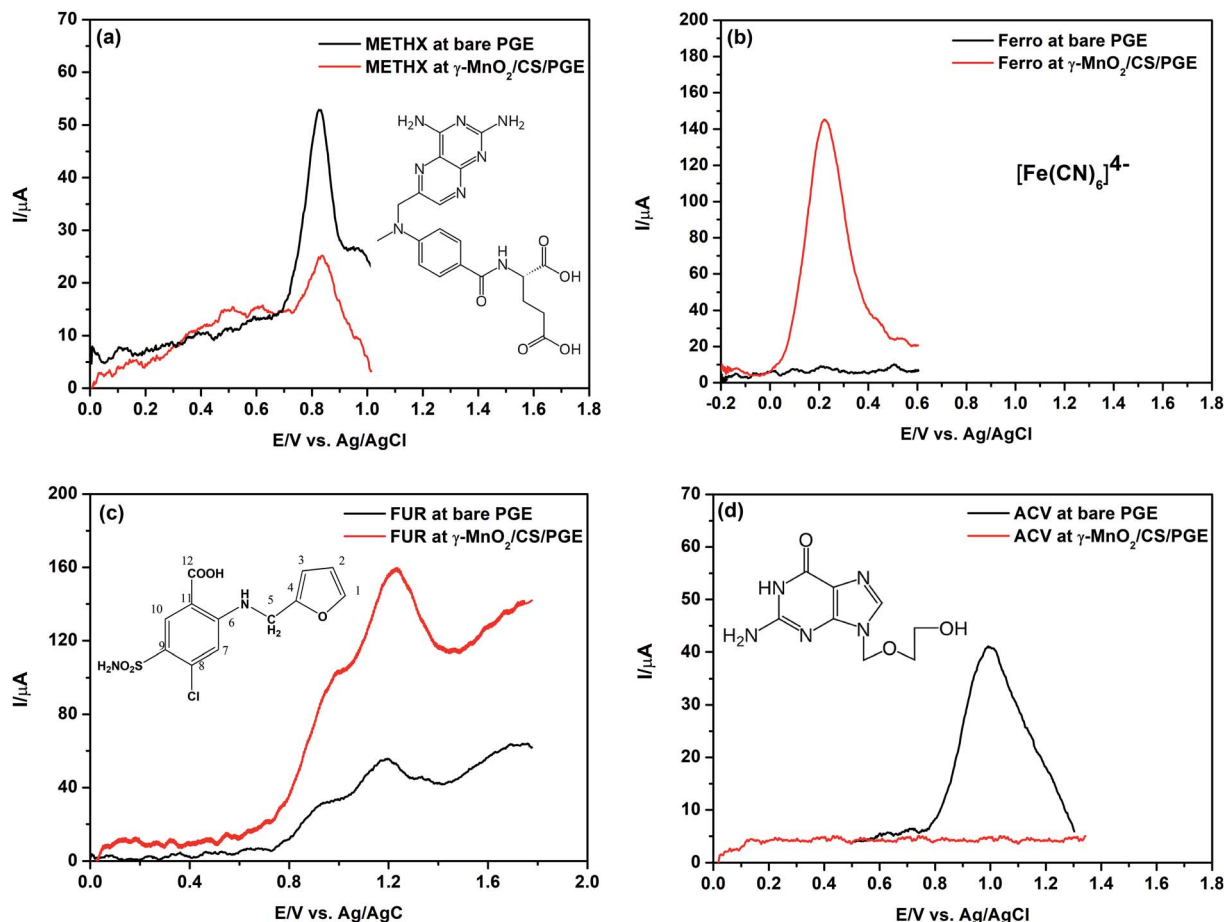 (a)
METHX at bare PGE
METHX at γ-MnO₂/CS/PGE
70
60
50
40
30
20
10
0
I/µA
H₂N
N
NH₂
N
N
N
N
O
H
N
O
OH
O
O
OH
0.0 0.2 0.4 0.6 0.8 1.0 1.2 1.4 1.6 1.8
E/V vs. Ag/AgCl
(b)
Ferro at bare PGE
Ferro at γ-MnO₂/CS/PGE
200
180
160
140
120
100
80
60
40
20
0
I/µA
[Fe(CN)₆]⁴⁻
-0.2 0.0 0.2 0.4 0.6 0.8 1.0 1.2 1.4 1.6 1.8
E/V vs. Ag/AgCl
(c)
FUR at bare PGE
FUR at γ-MnO₂/CS/PGE
200
160
120
80
40
0
I/µA
12
COOH
11
10
9
8
7
6
H
N
5
C
H₂
4
3
2
1
O
H₂NO₂S
Cl
0.0 0.4 0.8 1.2 1.6 2.0
E/V vs. Ag/AgC
(d)
ACV at bare PGE
ACV at γ-MnO₂/CS/PGE
70
60
50
40
30
20
10
0
I/µA
O
HN
N
H₂N
N
N
O
OH
0.0 0.2 0.4 0.6 0.8 1.0 1.2 1.4 1.6 1.8
E/V vs. Ag/AgCl